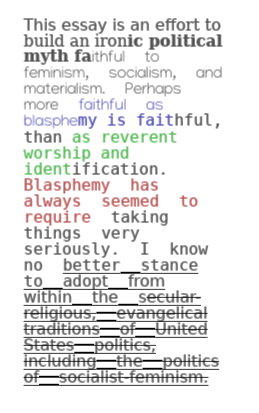 This essay is an effort to
build an ironic political
myth faithful to
feminism, socialism, and
materialism. Perhaps
more faithful as
blasphemy is faithful,
than as reverent
worship and
identification.
Blasphemy has
always seemed to
require taking
things very
seriously. I know
no better stance
to adopt from
within the secular-
religious, evangelical
traditions of United
States politics,
including the politics
of socialist-feminism.